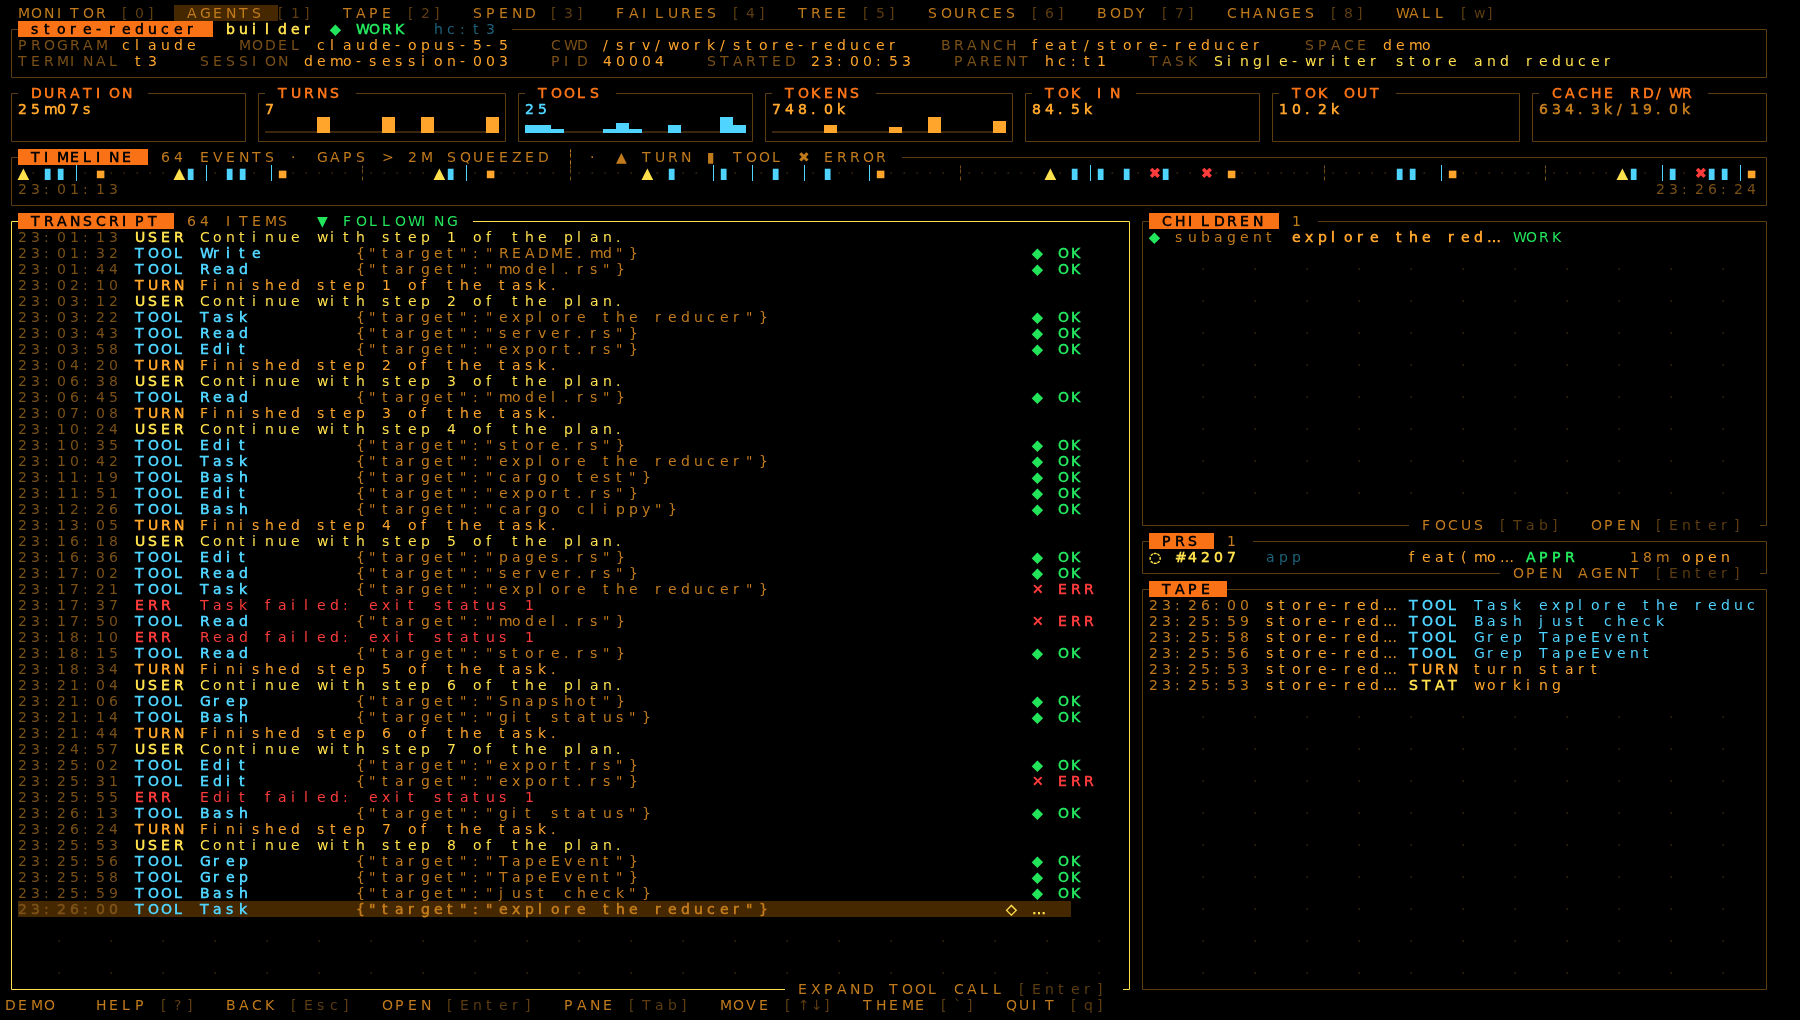 MONITOR [0] AGENTS [1] TAPE [2] SPEND [3] FAILURES [4] TREE [5] SOURCES [6] BODY [7] CHANGES [8] WALL [w]
store-reducer builder ◆ WORK hc:t3
PROGRAM claude MODEL claude-opus-5-5 CWD /srv/work/store-reducer BRANCH feat/store-reducer SPACE demo
TERMINAL t3 SESSION demo-session-003 PID 40004 STARTED 23:00:53 PARENT hc:t1 TASK Single-writer store and reducer
DURATION TURNS TOOLS TOKENS TOK IN TOK OUT CACHE RD/WR
25m07s 7 25 748.0k 84.5k 10.2k 634.3k/19.0k
TIMELINE 64 EVENTS · GAPS > 2M SQUEEZED ┆ · ▲ TURN ▮ TOOL ✖ ERROR
23:01:13 23:26:24
TRANSCRIPT 64 ITEMS ▼ FOLLOWING
23:01:13 USER Continue with step 1 of the plan.
23:01:32 TOOL Write {"target":"README.md"} ◆ OK
23:01:44 TOOL Read {"target":"model.rs"} ◆ OK
23:02:10 TURN Finished step 1 of the task.
23:03:12 USER Continue with step 2 of the plan.
23:03:22 TOOL Task {"target":"explore the reducer"} ◆ OK
23:03:43 TOOL Read {"target":"server.rs"} ◆ OK
23:03:58 TOOL Edit {"target":"export.rs"} ◆ OK
23:04:20 TURN Finished step 2 of the task.
23:06:38 USER Continue with step 3 of the plan.
23:06:45 TOOL Read {"target":"model.rs"} ◆ OK
23:07:08 TURN Finished step 3 of the task.
23:10:24 USER Continue with step 4 of the plan.
23:10:35 TOOL Edit {"target":"store.rs"} ◆ OK
23:10:42 TOOL Task {"target":"explore the reducer"} ◆ OK
23:11:19 TOOL Bash {"target":"cargo test"} ◆ OK
23:11:51 TOOL Edit {"target":"export.rs"} ◆ OK
23:12:26 TOOL Bash {"target":"cargo clippy"} ◆ OK
23:13:05 TURN Finished step 4 of the task.
23:16:18 USER Continue with step 5 of the plan.
23:16:36 TOOL Edit {"target":"pages.rs"} ◆ OK
23:17:02 TOOL Read {"target":"server.rs"} ◆ OK
23:17:21 TOOL Task {"target":"explore the reducer"} × ERR
23:17:37 ERR Task failed: exit status 1
23:17:50 TOOL Read {"target":"model.rs"} × ERR
23:18:10 ERR Read failed: exit status 1
23:18:15 TOOL Read {"target":"store.rs"} ◆ OK
23:18:34 TURN Finished step 5 of the task.
23:21:04 USER Continue with step 6 of the plan.
23:21:06 TOOL Grep {"target":"Snapshot"} ◆ OK
23:21:14 TOOL Bash {"target":"git status"} ◆ OK
23:21:44 TURN Finished step 6 of the task.
23:24:57 USER Continue with step 7 of the plan.
23:25:02 TOOL Edit {"target":"export.rs"} ◆ OK
23:25:31 TOOL Edit {"target":"export.rs"} × ERR
23:25:55 ERR Edit failed: exit status 1
23:26:13 TOOL Bash {"target":"git status"} ◆ OK
23:26:24 TURN Finished step 7 of the task.
23:25:53 USER Continue with step 8 of the plan.
23:25:56 TOOL Grep {"target":"TapeEvent"} ◆ OK
23:25:58 TOOL Grep {"target":"TapeEvent"} ◆ OK
23:25:59 TOOL Bash {"target":"just check"} ◆ OK
23:26:00 TOOL Task {"target":"explore the reducer"} ◇ …
EXPAND TOOL CALL [Enter]
CHILDREN 1
◆ subagent explore the red… WORK
FOCUS [Tab] OPEN [Enter]
PRS 1
◌ #4207 app feat(mo… APPR 18m open
OPEN AGENT [Enter]
TAPE
23:26:00 store-red… TOOL Task explore the reduc
23:25:59 store-red… TOOL Bash just check
23:25:58 store-red… TOOL Grep TapeEvent
23:25:56 store-red… TOOL Grep TapeEvent
23:25:53 store-red… TURN turn start
23:25:53 store-red… STAT working
DEMO HELP [?] BACK [Esc] OPEN [Enter] PANE [Tab] MOVE [↑↓] THEME [`] QUIT [q]